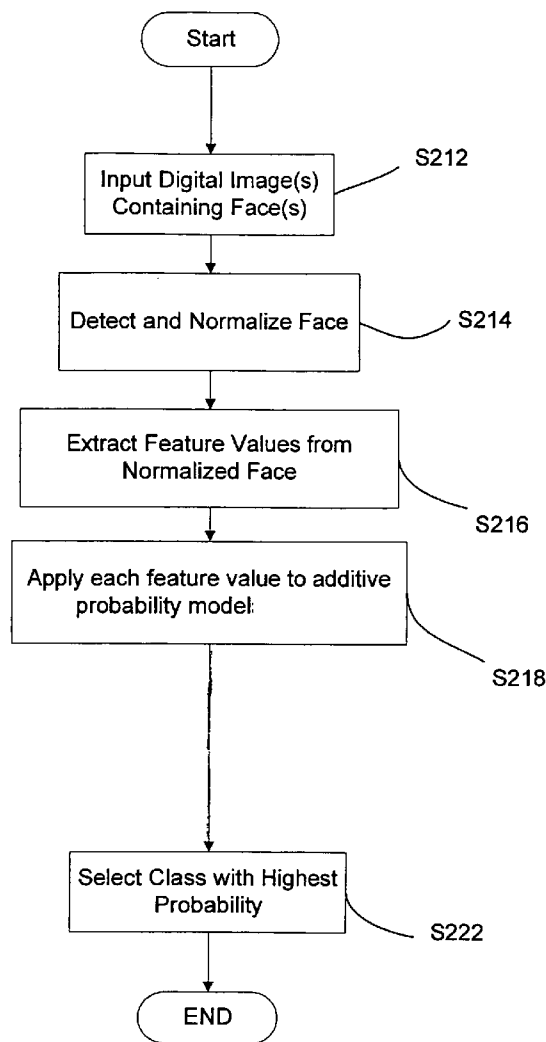 Start
S212
Input Digital Image(s)
Containing Face(s)
Detect and Normalize Face
S214
Extract Feature Values from
Normalized Face
S216
Apply each feature value to additive
probability model
S218
Select Class with Highest
Probability
S222
END